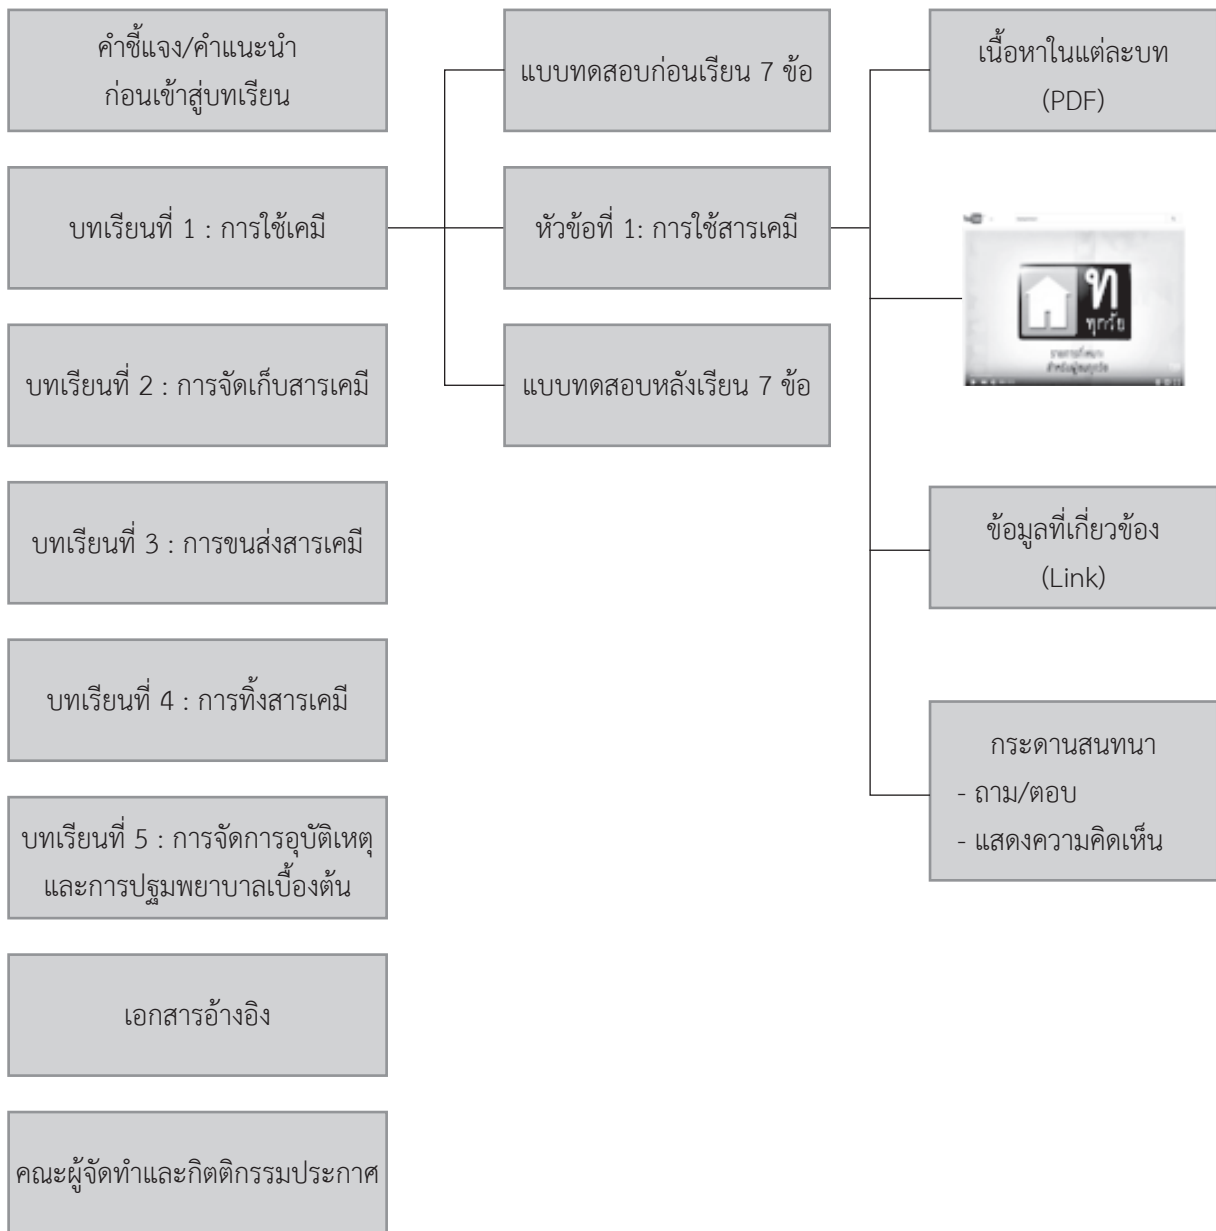 คำชี้แจง/คำแนะนำ
ก่อนเข้าสู่บทเรียน
บทเรียนที่ 1 : การใช้เคมี
บทเรียนที่ 2 : การจัดเก็บสารเคมี
บทเรียนที่ 3 : การขนส่งสารเคมี
บทเรียนที่ 4 : การทิ้งสารเคมี
บทเรียนที่ 5 : การจัดการอุบัติเหตุ
และการปฐมพยาบาลเบื้องต้น
เอกสารอ้างอิง
คณะผู้จัดทำและกิตติกรรมประกาศ
แบบทดสอบก่อนเรียน 7 ข้อ
หัวข้อที่ 1: การใช้สารเคมี
แบบทดสอบหลังเรียน 7 ข้อ
เนื้อหาในแต่ละบท
(PDF)
ท
ทุกวัย
ข้อมูลที่เกี่ยวข้อง
(Link)
กระดานสนทนา
- ถาม/ตอบ
- แสดงความคิดเห็น